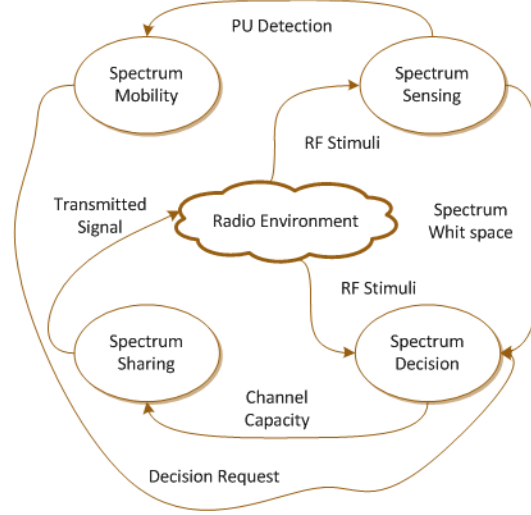 PU Detection
Spectrum
Mobility
Spectrum
Sensing
RF Stimuli
Transmitted
Signal
Radio Environment
Spectrum
Whit space
RF Stimuli
Spectrum
Sharing
Spectrum
Decision
Channel
Capacity
Decision Request